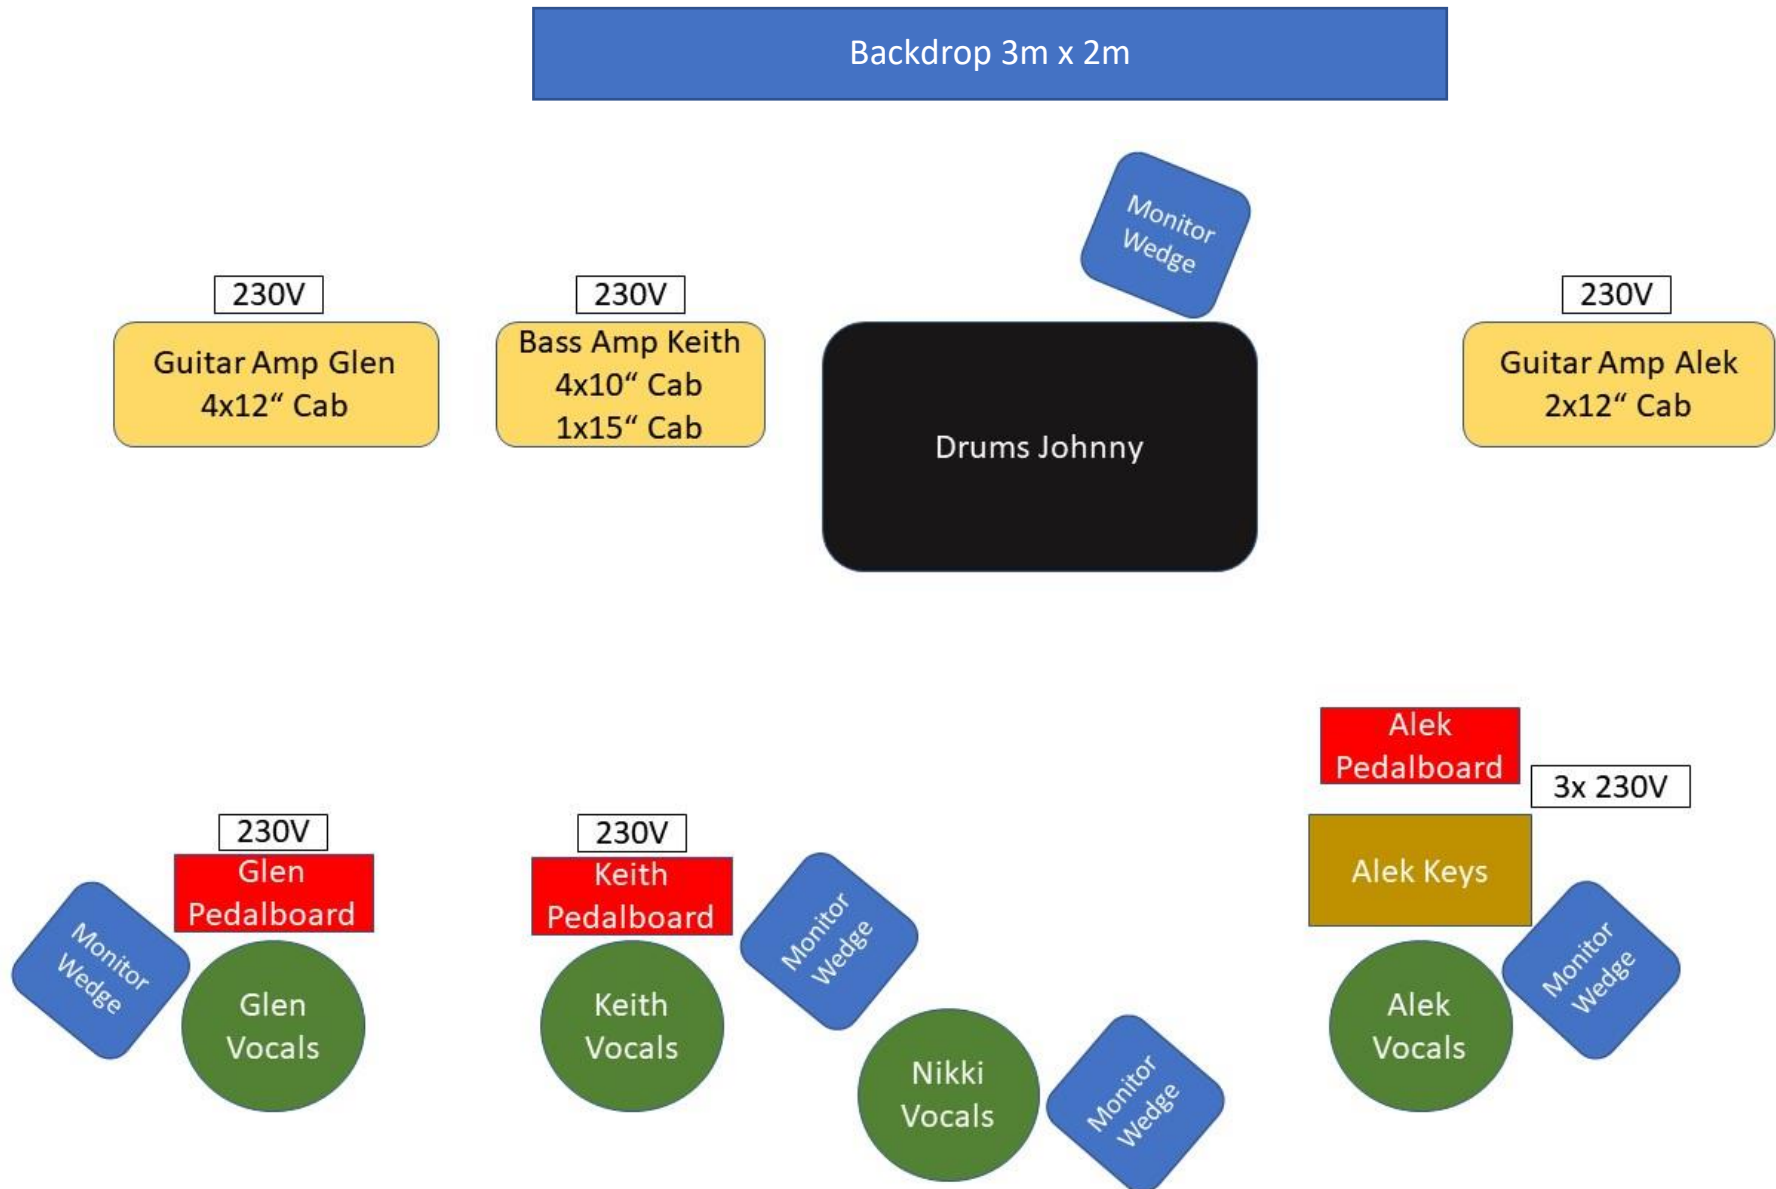 Backdrop 3m x 2m
Monitor
Wedge
230V
230V
230V
Guitar Amp Glen
4x12“ Cab
Bass Amp Keith
4x10“ Cab
1x15“ Cab
Drums Johnny
Guitar Amp Alek
2x12“ Cab
Alek
Pedalboard
3x 230V
230V
230V
Glen
Pedalboard
Keith
Pedalboard
Alek Keys
Monitor
Wedge
Glen
Vocals
Keith
Vocals
Monitor
Wedge
Nikki
Vocals
Monitor
Wedge
Alek
Vocals
Monitor
Wedge